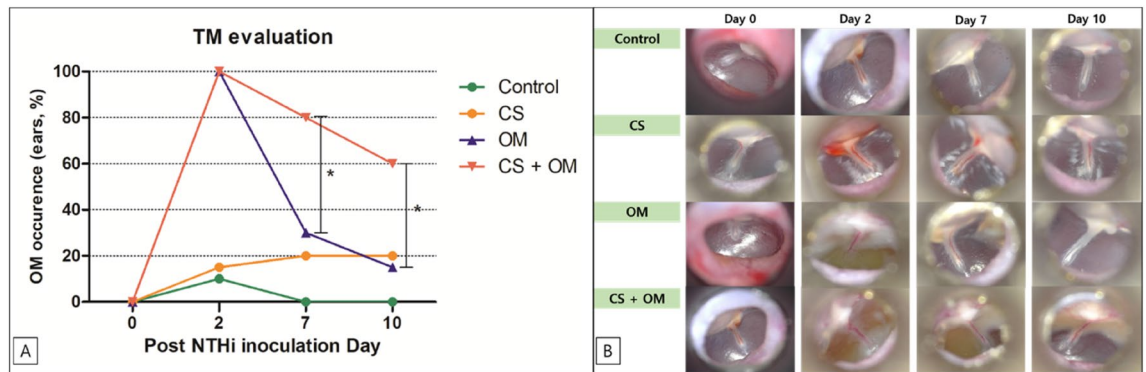 TM evaluation
OM occurence (ears, %)
100
80
60
40
20
0
0 2 7 10
Post NTHi inoculation Day
Control
CS
OM
CS + OM
*
*
A
Day 0 Day 2 Day 7 Day 10
Control
CS
OM
CS + OM
B